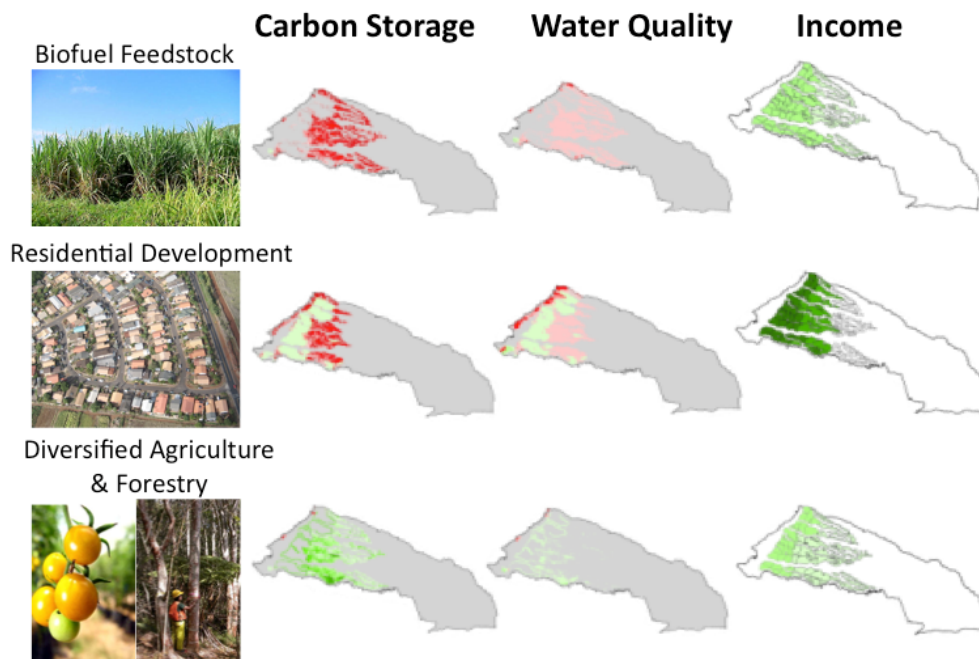 Carbon Storage
Water Quality
Income
Biofuel Feedstock
Residential Development
Diversified Agriculture
& Forestry